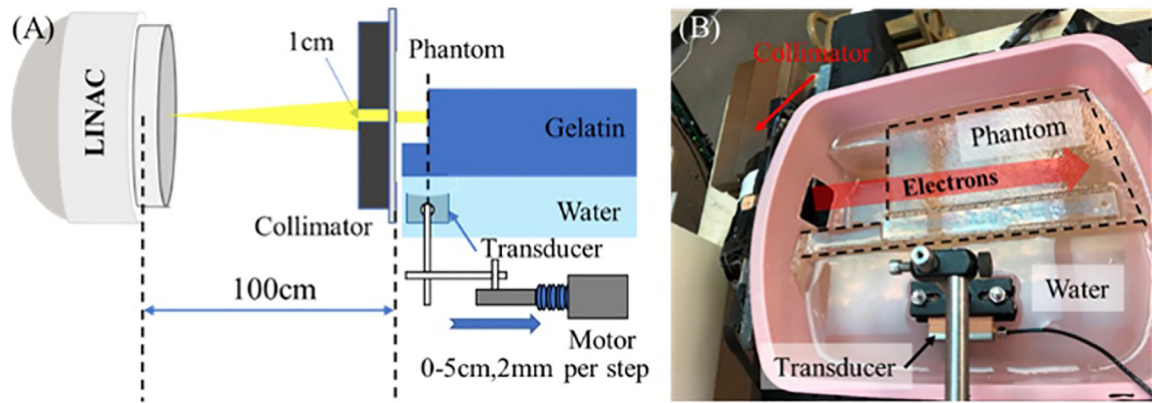 (A)
LINAC
1cm
Phantom
Gelatin
Water
Collimator
Transducer
100cm
Motor
0-5cm,2mm per step
(B)
Collimator
Phantom
Electrons
Water
Transducer